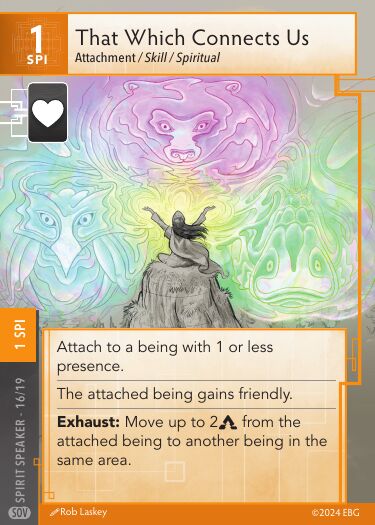 1
SPI
That Which Connects Us
Attachment / Skill / Spiritual
1 SPI
SPIRIT SPEAKER - 16/19
SOV
Attach to a being with 1 or less
presence.
The attached being gains friendly.
Exhaust: Move up to 2 from the
attached being to another being in the
same area.
Rob Laskey
©2024 EBG